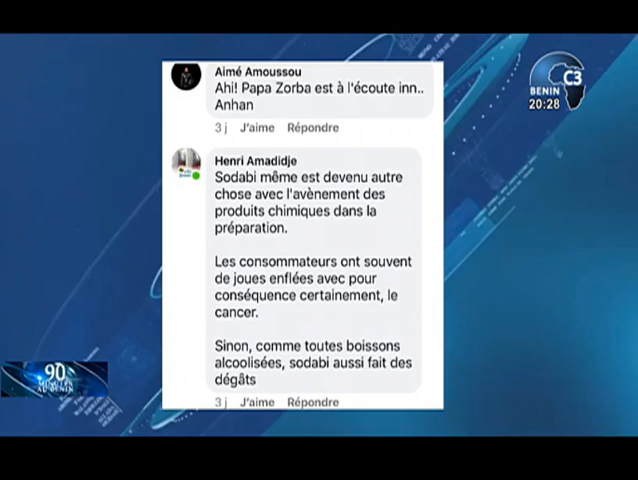 Aimé Amoussou
Ahi! Papa Zorba est à l'écoute inn..
Anhan
3 j J'aime Répondre
Henri Amadidje
Sodabi même est devenu autre
chose avec l'avènement des
produits chimiques dans la
préparation.
Les consommateurs ont souvent
de joues enflées avec pour
conséquence certainement, le
cancer.
Sinon, comme toutes boissons
alcoolisées, sodabi aussi fait des
dégâts
3 j J'aime Répondre
C3
BENIN
20:28
90
MINUTES
AU BENIN